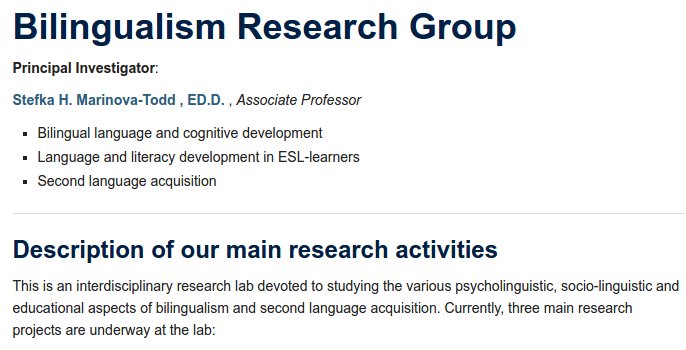 Bilingualism Research Group
Principal Investigator:
Stefka H. Marinova-Todd , ED.D. , Associate Professor
Bilingual language and cognitive development
Language and literacy development in ESL-learners
Second language acquisition
Description of our main research activities
This is an interdisciplinary research lab devoted to studying the various psycholinguistic, socio-linguistic and
educational aspects of bilingualism and second language acquisition. Currently, three main research
projects are underway at the lab: